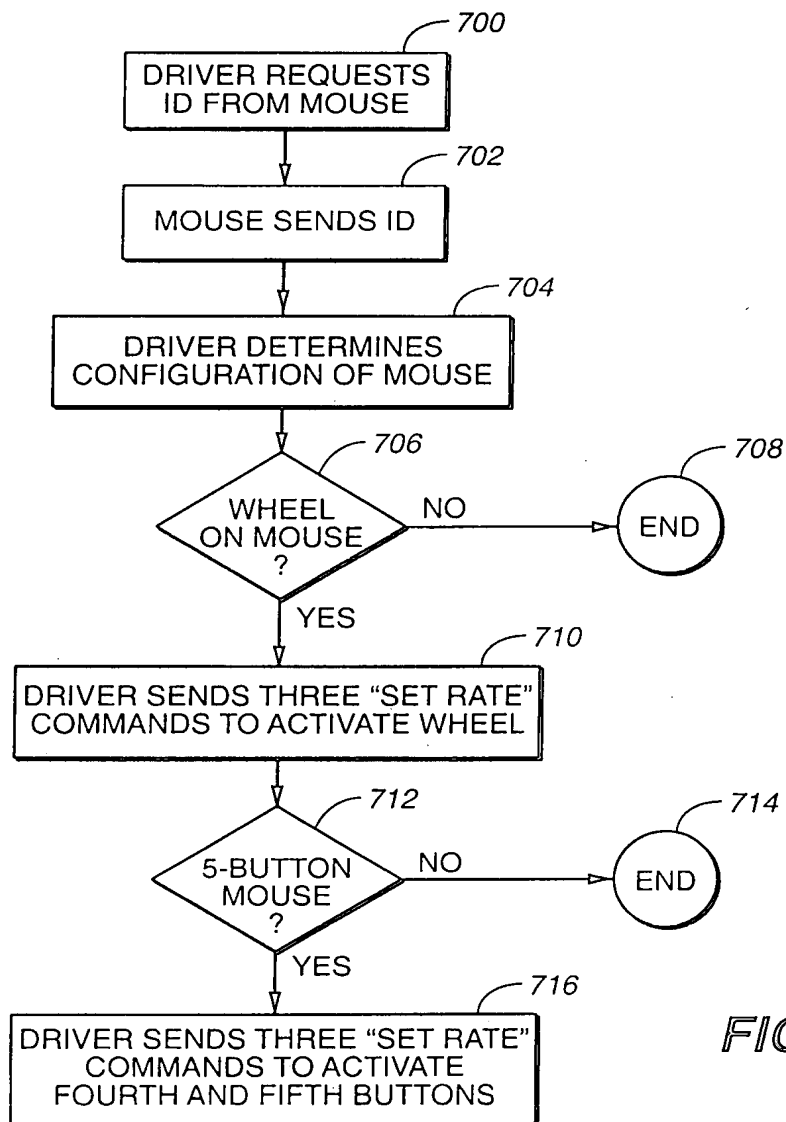 700
DRIVER REQUESTS
ID FROM MOUSE
702
MOUSE SENDS ID
704
DRIVER DETERMINES
CONFIGURATION OF MOUSE
706
WHEEL
ON MOUSE
?
NO
708
END
YES
710
DRIVER SENDS THREE “SET RATE”
COMMANDS TO ACTIVATE WHEEL
712
5-BUTTON
MOUSE
?
NO
714
END
YES
716
DRIVER SENDS THREE “SET RATE”
COMMANDS TO ACTIVATE
FOURTH AND FIFTH BUTTONS